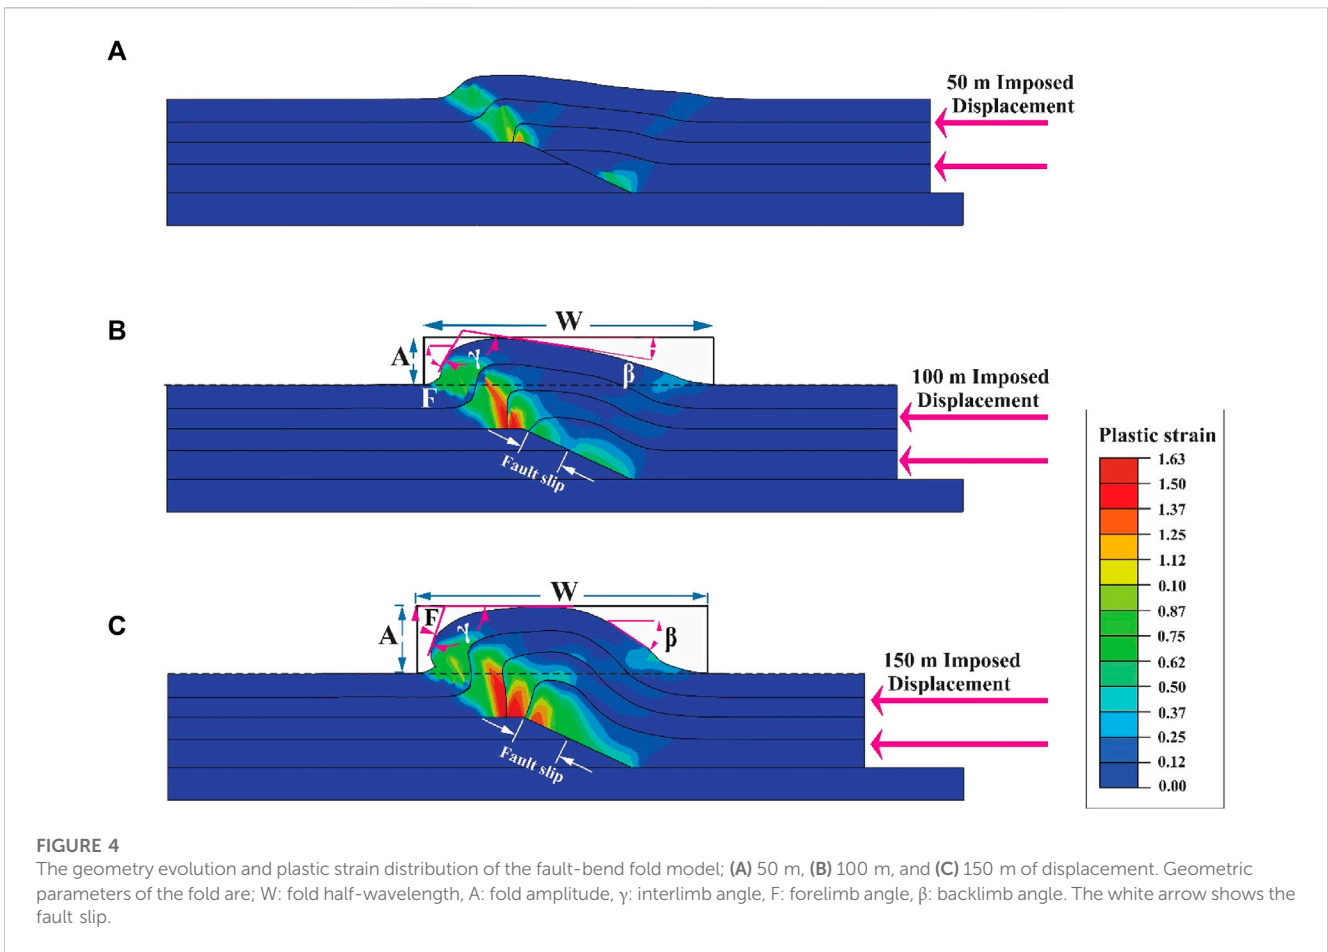 A
50 m Imposed
Displacement
B
W
A
γ
β
F
100 m Imposed
Displacement
Fault slip
Plastic strain
1.63
1.50
1.37
1.25
1.12
0.10
0.87
0.75
0.62
0.50
0.37
0.25
0.12
0.00
W
C
A
F
γ
β
150 m Imposed
Displacement
Fault slip
FIGURE 4
The geometry evolution and plastic strain distribution of the fault-bend fold model; (A) 50 m, (B) 100 m, and (C) 150 m of displacement. Geometric
parameters of the fold are; W: fold half-wavelength, A: fold amplitude, γ: interlimb angle, F: forelimb angle, β: backlimb angle. The white arrow shows the
fault slip.